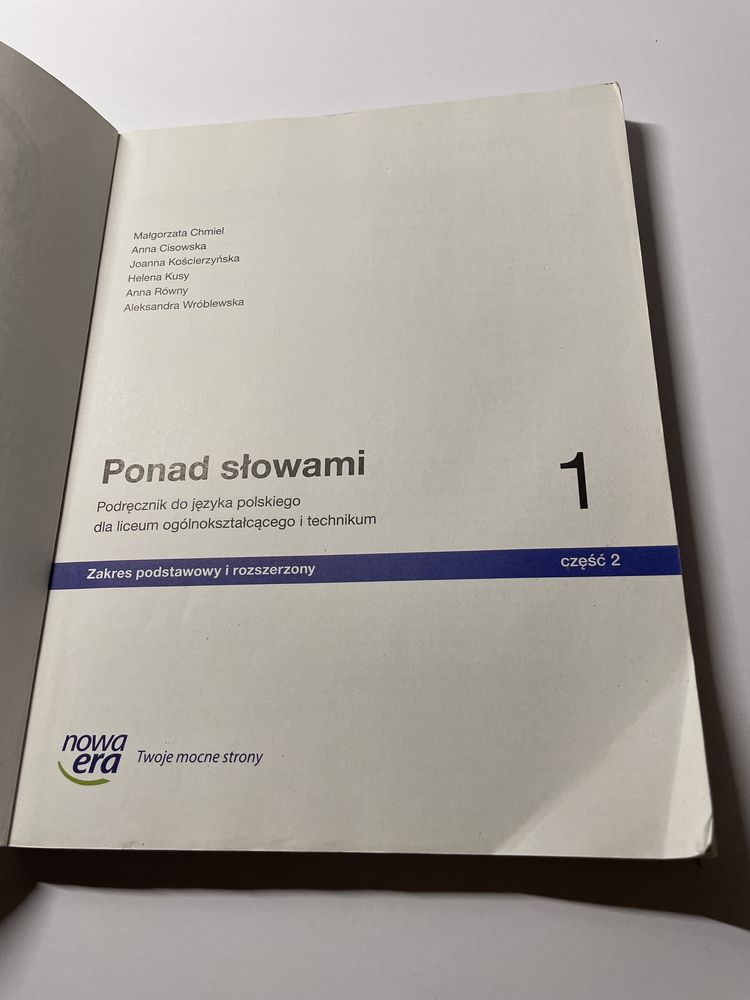 Małgorzata Chmiel
Anna Cisowska
Joanna Kościerzyńska
Helena Kusy
Anna Równy
Aleksandra Wróblewska
Ponad słowami 1
Podręcznik do języka polskiego
dla liceum ogólnokształcącego i technikum
Zakres podstawowy i rozszerzony część 2
nowa
era Twoje mocne strony